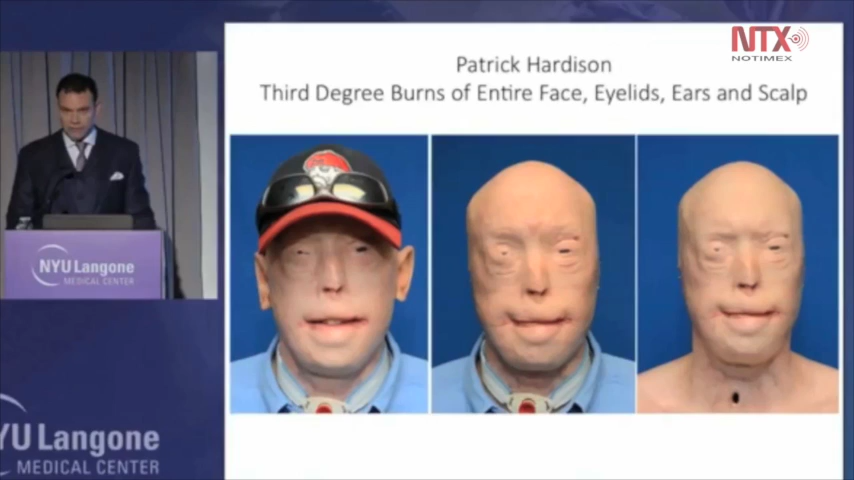 NTX
NOTIMEX
Patrick Hardison
Third Degree Burns of Entire Face, Eyelids, Ears and Scalp
NYU Langone
MEDICAL CENTER
YU Langone
MEDICAL CENTER